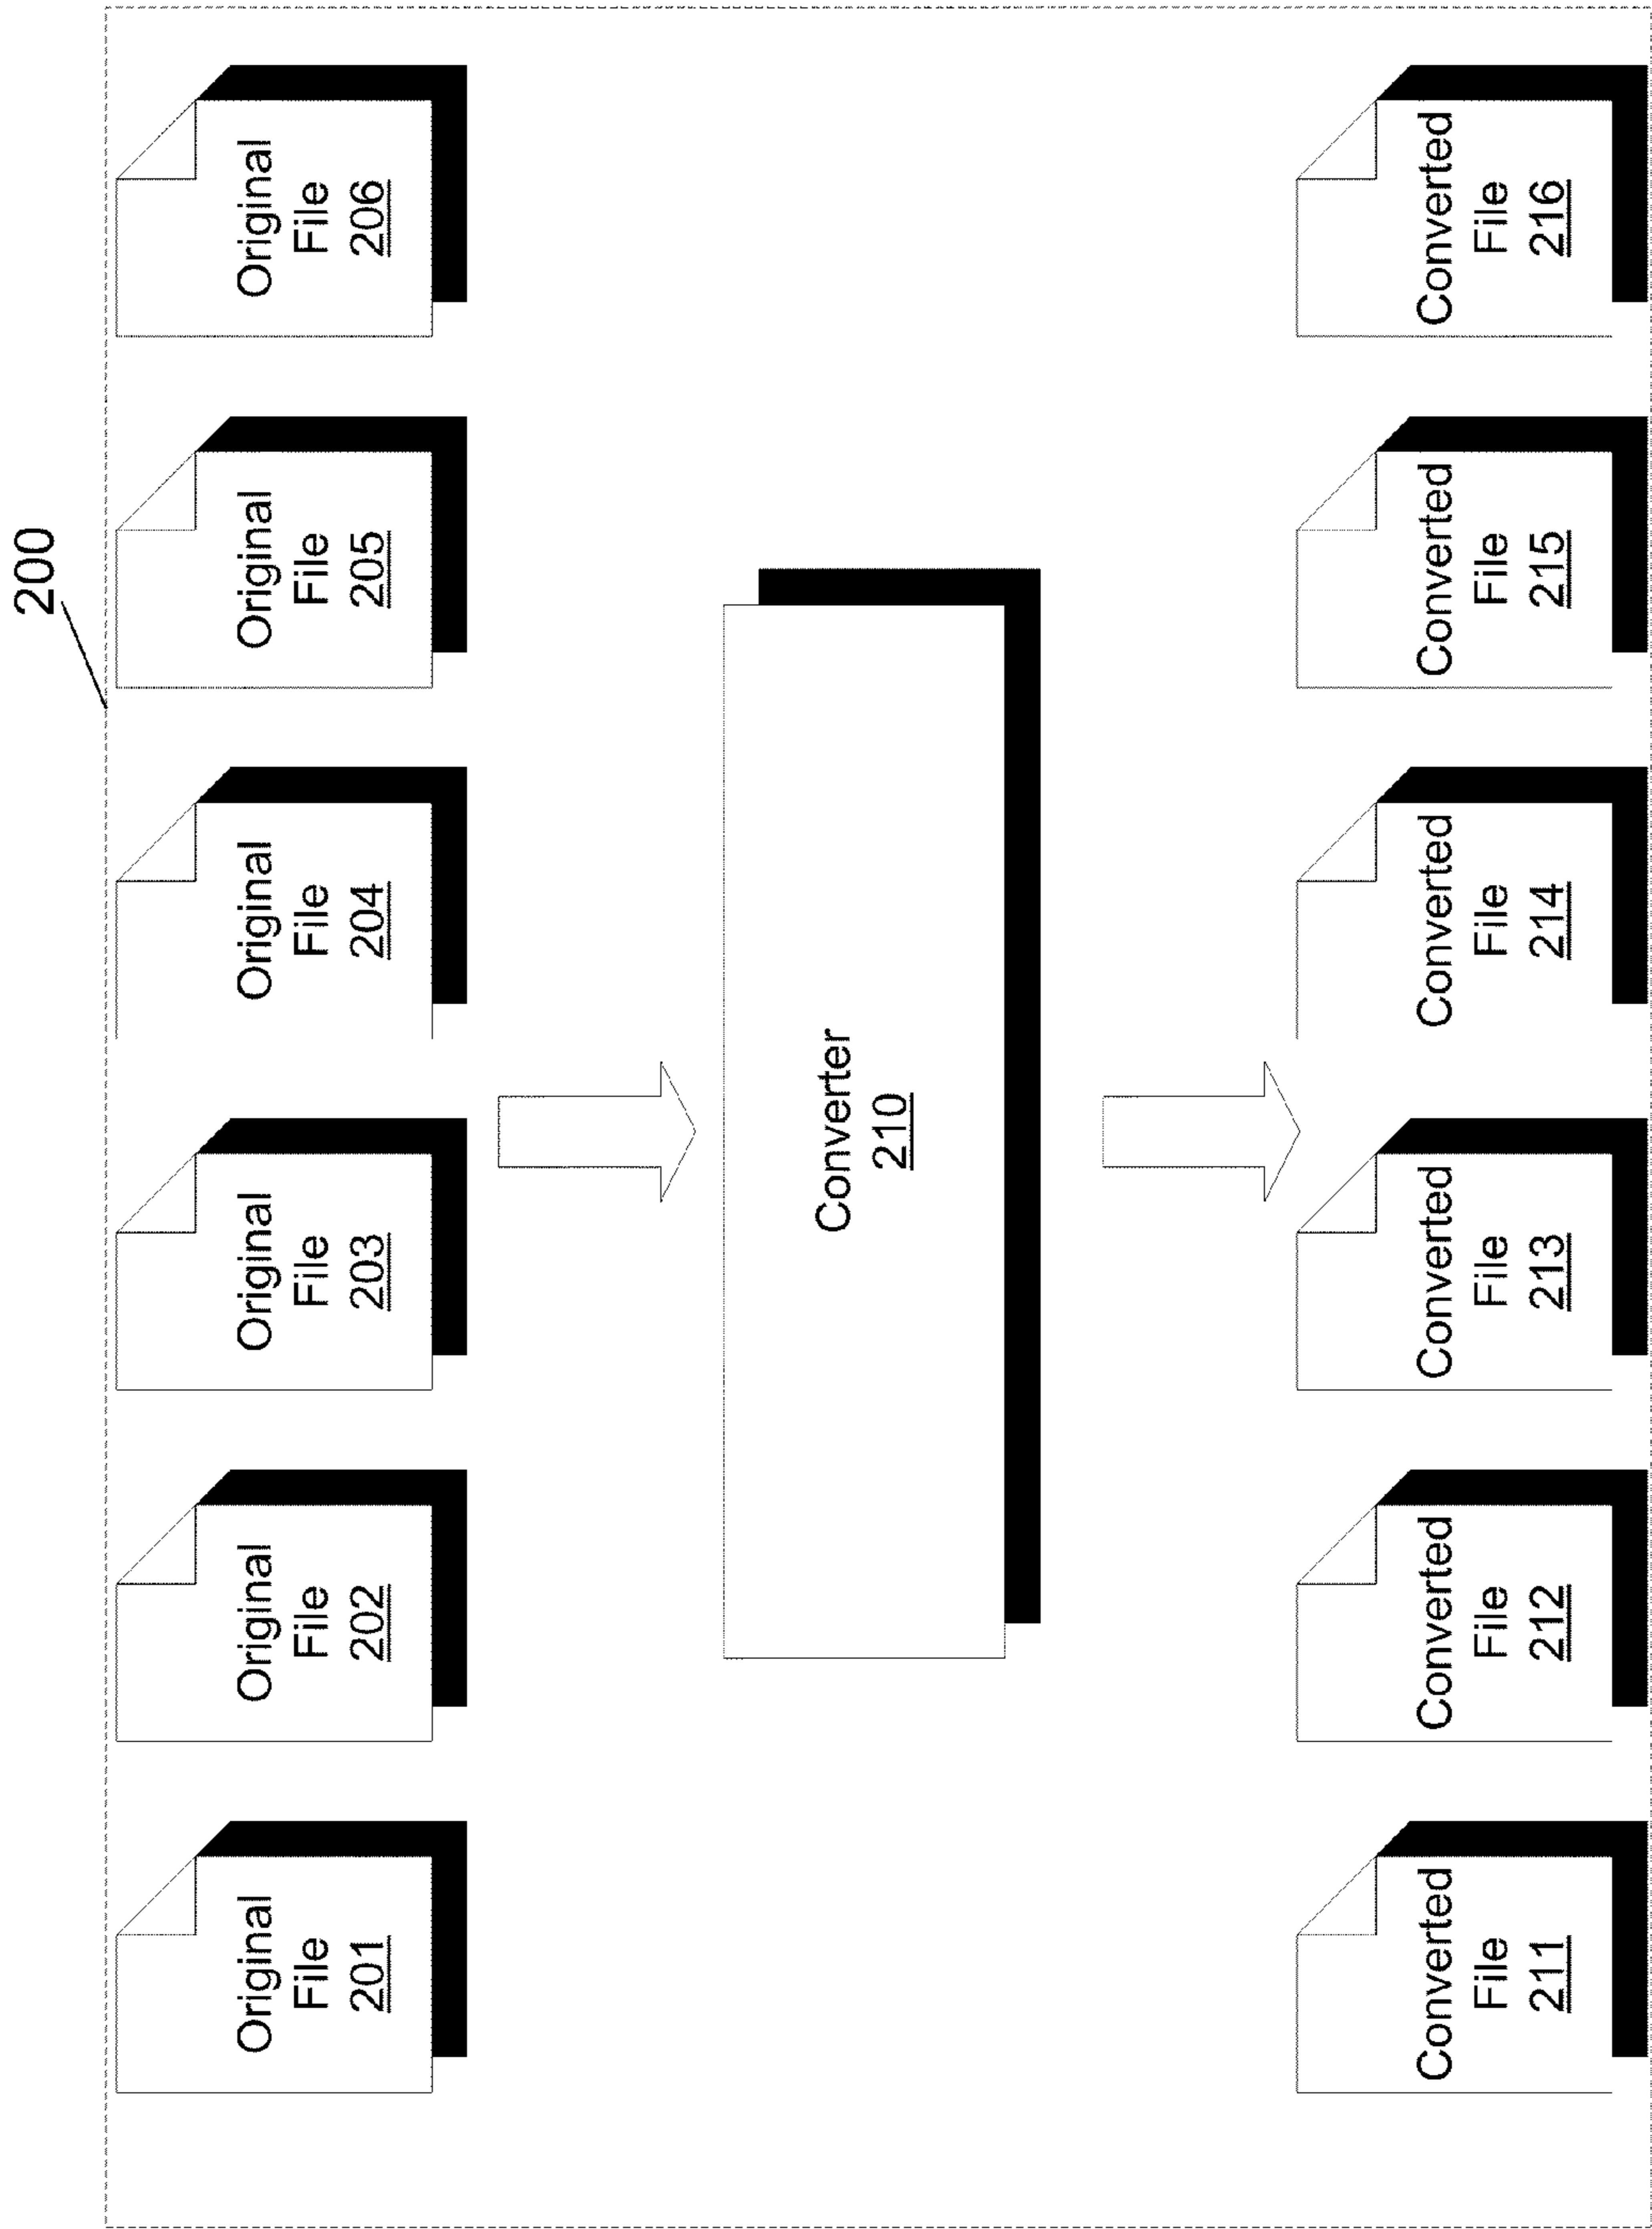 200
Original
File
201
Original
File
202
Original
File
203
Original
File
204
Original
File
205
Original
File
206
Converter
210
Converted
File
211
Converted
File
212
Converted
File
213
Converted
File
214
Converted
File
215
Converted
File
216